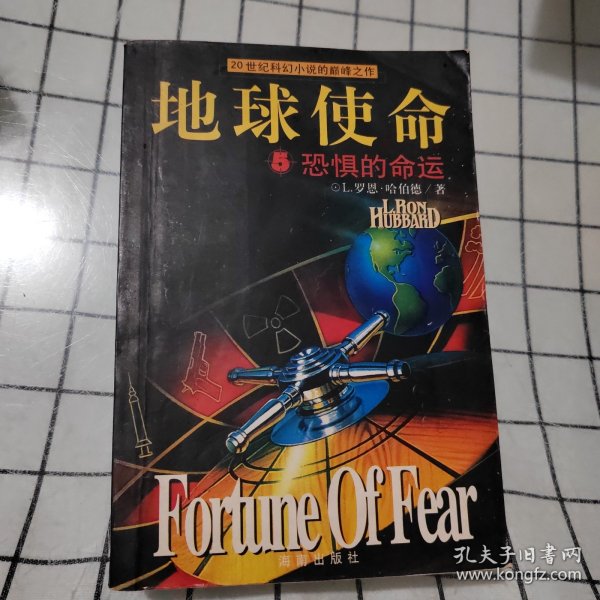 20世纪科幻小说的巅峰之作
地球使命
5 恐惧的命运
⊙L.罗恩·哈伯德/著
L. RON
HUBBARD
Fortune Of Fear
海南出版社
孔夫子旧书网
www.kongfz.com